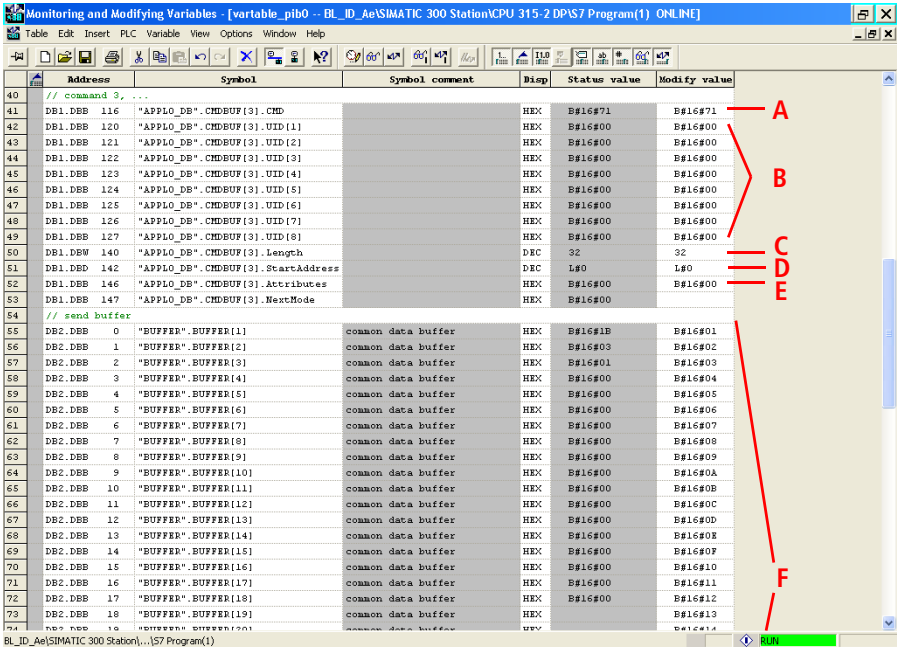 Monitoring and Modifying Variables - [vartable_pib0 -- BL_ID_Ae\SIMATIC 300 Station\CPU 315-2 DP\S7 Program(1) ONLINE]
Table Edit Insert PLC Variable View Options Window Help
Address Symbol Symbol comment Disp Status value Modify value
40 // command 3, ...
41 DB1.DBB 116 "APPL0_DB".CMDBUF[3].CMD HEX B#16#71 B#16#71 A
42 DB1.DBB 120 "APPL0_DB".CMDBUF[3].UID[1] HEX B#16#00 B#16#00
43 DB1.DBB 121 "APPL0_DB".CMDBUF[3].UID[2] HEX B#16#00 B#16#00
44 DB1.DBB 122 "APPL0_DB".CMDBUF[3].UID[3] HEX B#16#00 B#16#00
45 DB1.DBB 123 "APPL0_DB".CMDBUF[3].UID[4] HEX B#16#00 B#16#00 B
46 DB1.DBB 124 "APPL0_DB".CMDBUF[3].UID[5] HEX B#16#00 B#16#00
47 DB1.DBB 125 "APPL0_DB".CMDBUF[3].UID[6] HEX B#16#00 B#16#00
48 DB1.DBB 126 "APPL0_DB".CMDBUF[3].UID[7] HEX B#16#00 B#16#00
49 DB1.DBB 127 "APPL0_DB".CMDBUF[3].UID[8] HEX B#16#00 B#16#00
50 DB1.DBW 140 "APPL0_DB".CMDBUF[3].Length DEC 32 32 C
51 DB1.DBD 142 "APPL0_DB".CMDBUF[3].StartAddress DEC L#0 L#0 D
52 DB1.DBB 146 "APPL0_DB".CMDBUF[3].Attributes HEX B#16#00 B#16#00 E
53 DB1.DBB 147 "APPL0_DB".CMDBUF[3].NextMode HEX B#16#00
54 // send buffer
55 DB2.DBB 0 "BUFFER".BUFFER[1] common data buffer HEX B#16#1B B#16#01
56 DB2.DBB 1 "BUFFER".BUFFER[2] common data buffer HEX B#16#03 B#16#02
57 DB2.DBB 2 "BUFFER".BUFFER[3] common data buffer HEX B#16#01 B#16#03
58 DB2.DBB 3 "BUFFER".BUFFER[4] common data buffer HEX B#16#00 B#16#04
59 DB2.DBB 4 "BUFFER".BUFFER[5] common data buffer HEX B#16#00 B#16#05
60 DB2.DBB 5 "BUFFER".BUFFER[6] common data buffer HEX B#16#00 B#16#06
61 DB2.DBB 6 "BUFFER".BUFFER[7] common data buffer HEX B#16#00 B#16#07
62 DB2.DBB 7 "BUFFER".BUFFER[8] common data buffer HEX B#16#00 B#16#08
63 DB2.DBB 8 "BUFFER".BUFFER[9] common data buffer HEX B#16#00 B#16#09
64 DB2.DBB 9 "BUFFER".BUFFER[10] common data buffer HEX B#16#00 B#16#0A
65 DB2.DBB 10 "BUFFER".BUFFER[11] common data buffer HEX B#16#00 B#16#0B
66 DB2.DBB 11 "BUFFER".BUFFER[12] common data buffer HEX B#16#00 B#16#0C
67 DB2.DBB 12 "BUFFER".BUFFER[13] common data buffer HEX B#16#00 B#16#0D
68 DB2.DBB 13 "BUFFER".BUFFER[14] common data buffer HEX B#16#00 B#16#0E
69 DB2.DBB 14 "BUFFER".BUFFER[15] common data buffer HEX B#16#00 B#16#0F
70 DB2.DBB 15 "BUFFER".BUFFER[16] common data buffer HEX B#16#00 B#16#10
71 DB2.DBB 16 "BUFFER".BUFFER[17] common data buffer HEX B#16#00 B#16#11 F
72 DB2.DBB 17 "BUFFER".BUFFER[18] common data buffer HEX B#16#00 B#16#12
73 DB2.DBB 18 "BUFFER".BUFFER[19] common data buffer HEX B#16#13
74 DB2.DBB 19 "BUFFER".BUFFER[20] common data buffer HEX B#16#14
BL_ID_Ae\SIMATIC 300 Station\...\S7 Program(1) RUN